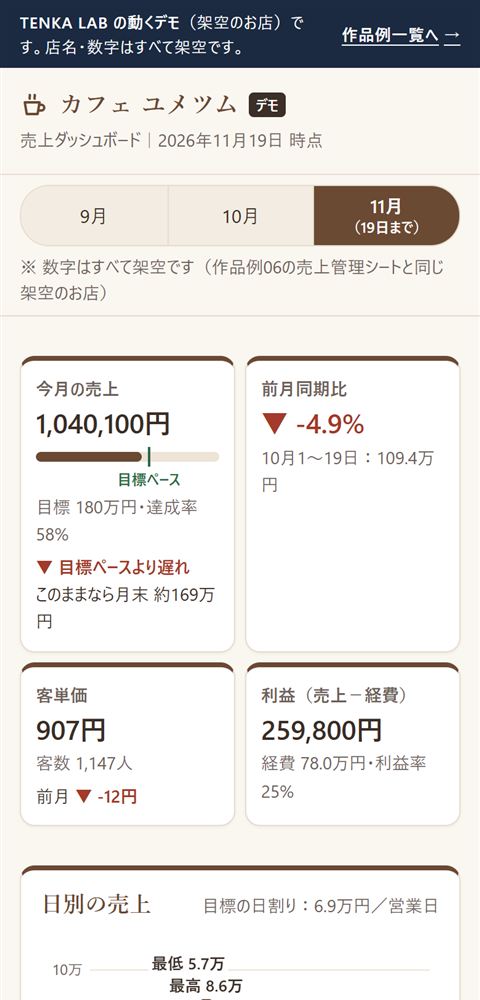 TENKA LAB の動くデモ（架空のお店）で
す。店名・数字はすべて架空です。
作品例一覧へ →
カフェ ユメツム デモ
売上ダッシュボード｜2026年11月19日 時点
9月
10月
11月
（19日まで）
※ 数字はすべて架空です（作品例06の売上管理シートと同じ
架空のお店）
今月の売上
1,040,100円
目標ペース
目標 180万円・達成率
58%
▼ 目標ペースより遅れ
このままなら月末 約169万
円
前月同期比
▼ -4.9%
10月1〜19日：109.4万
円
客単価
907円
客数 1,147人
前月 ▼ -12円
利益（売上－経費）
259,800円
経費 78.0万円・利益率
25%
日別の売上
目標の日割り：6.9万円／営業日
10万
最低 5.7万
最高 8.6万